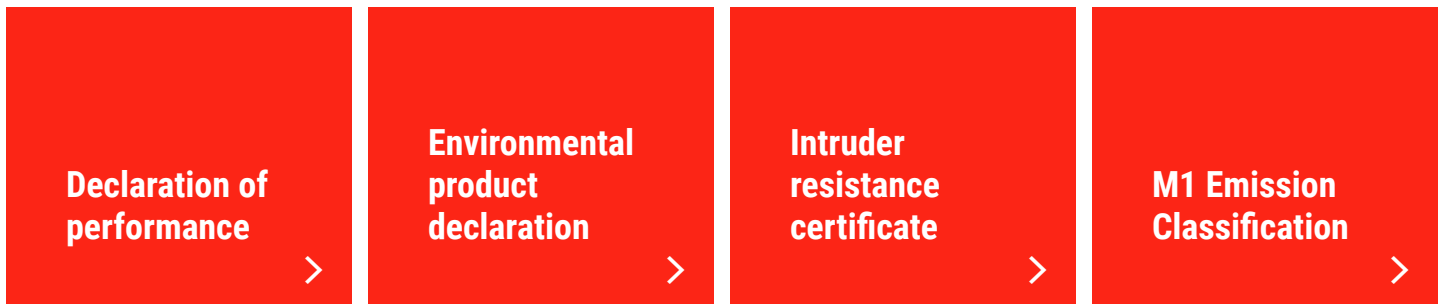 Declaration of
performance
Environmental
product
declaration
Intruder
resistance
certificate
M1 Emission
Classification